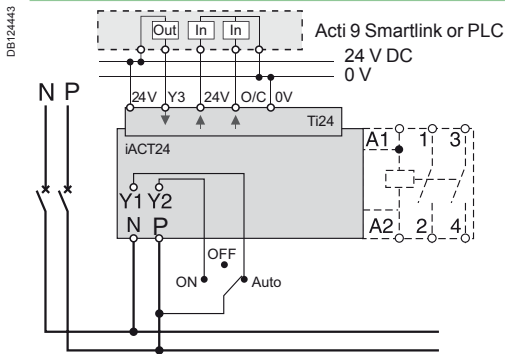 DB124443
Out In In Acti 9 Smartlink or PLC
24 V DC
0 V
N P
24V Y3 24V O/C 0V
Ti24
iACT24
A1 1 3
Y1 Y2
N P
A2 2 4
OFF
ON Auto